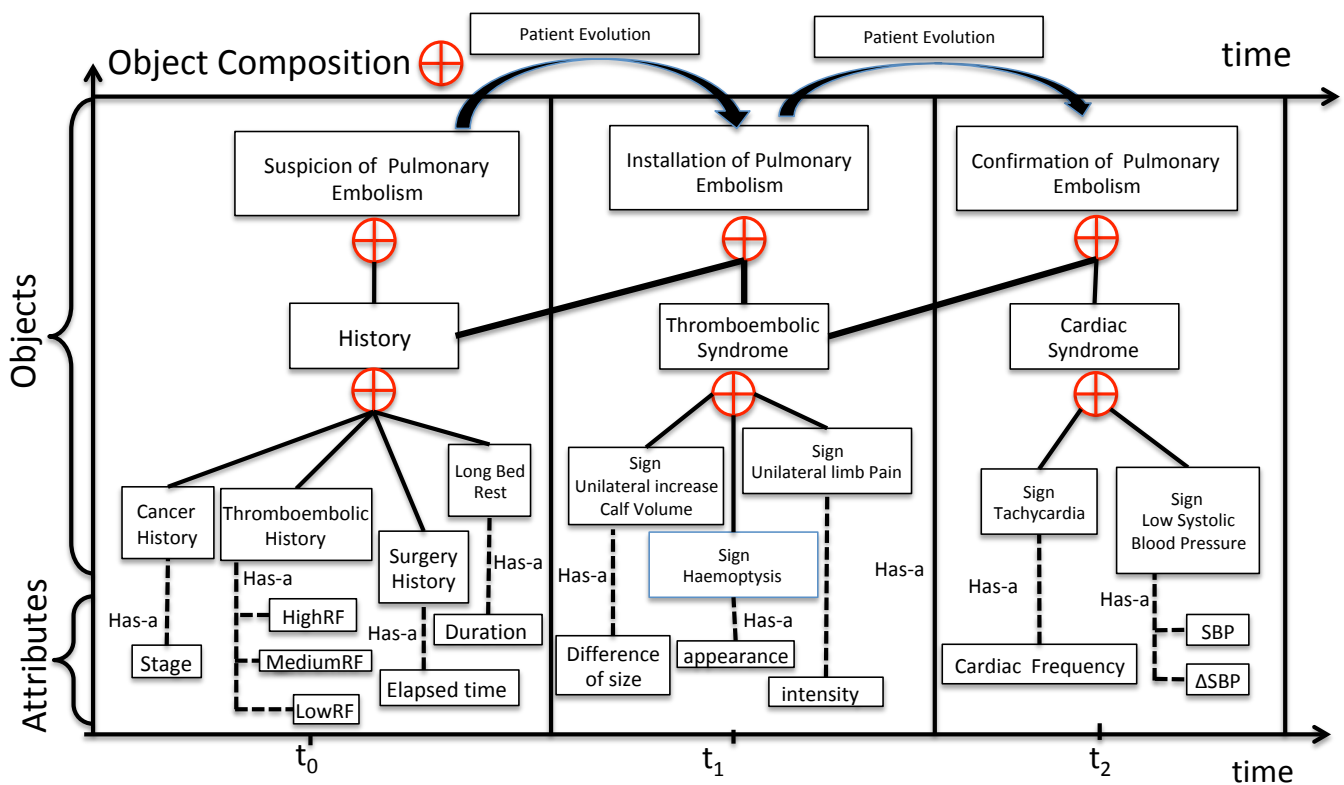 Patient Evolution
Patient Evolution
Object Composition
time
Suspicion of Pulmonary
Embolism
Installation of Pulmonary
Embolism
Confirmation of Pulmonary
Embolism
Objects
History
Thromboembolic
Syndrome
Cardiac
Syndrome
Cancer
History
Thromboembolic
History
Surgery
History
Long Bed
Rest
Sign
Unilateral increase
Calf Volume
Sign
Haemoptysis
Sign
Unilateral limb Pain
Sign
Tachycardia
Sign
Low Systolic
Blood Pressure
Attributes
Has-a
Has-a
Has-a
Has-a
Has-a
Has-a
Has-a
Has-a
Has-a
Stage
HighRF
MediumRF
LowRF
Elapsed time
Duration
Difference
of size
appearance
intensity
Cardiac Frequency
SBP
ΔSBP
t0
t1
t2
time